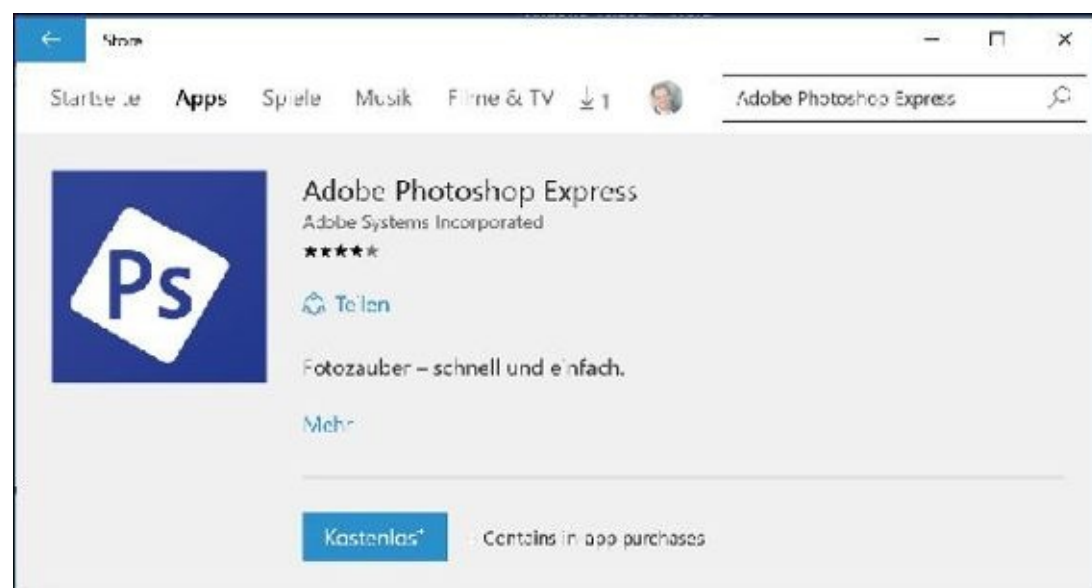 Store
Startseite Apps Spiele Musik Filme & TV 1 Adobe Photoshop Express
Adobe Photoshop Express
Adobe Systems Incorporated
Ps
Teilen
Fotozauber – schnell und einfach.
Mehr
Kostenlos⁺ Contains in-app purchases